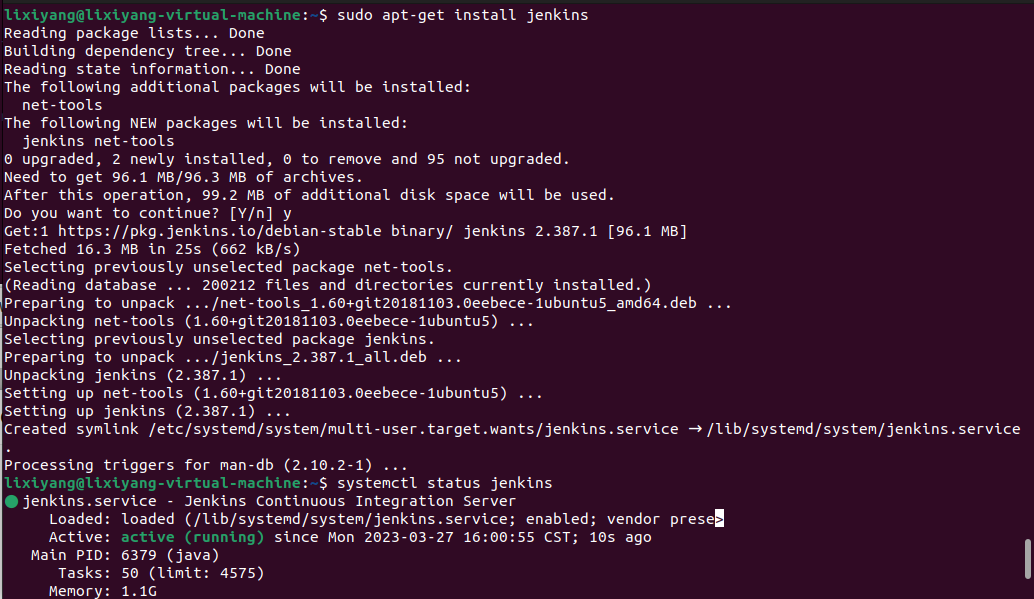 lixiyang@lixiyang-virtual-machine:~$ sudo apt-get install jenkins
Reading package lists... Done
Building dependency tree... Done
Reading state information... Done
The following additional packages will be installed:
  net-tools
The following NEW packages will be installed:
  jenkins net-tools
0 upgraded, 2 newly installed, 0 to remove and 95 not upgraded.
Need to get 96.1 MB/96.3 MB of archives.
After this operation, 99.2 MB of additional disk space will be used.
Do you want to continue? [Y/n] y
Get:1 https://pkg.jenkins.io/debian-stable binary/ jenkins 2.387.1 [96.1 MB]
Fetched 16.3 MB in 25s (662 kB/s)
Selecting previously unselected package net-tools.
(Reading database ... 200212 files and directories currently installed.)
Preparing to unpack .../net-tools_1.60+git20181103.0eebece-1ubuntu5_amd64.deb ...
Unpacking net-tools (1.60+git20181103.0eebece-1ubuntu5) ...
Selecting previously unselected package jenkins.
Preparing to unpack .../jenkins_2.387.1_all.deb ...
Unpacking jenkins (2.387.1) ...
Setting up net-tools (1.60+git20181103.0eebece-1ubuntu5) ...
Setting up jenkins (2.387.1) ...
Created symlink /etc/systemd/system/multi-user.target.wants/jenkins.service → /lib/systemd/system/jenkins.service
.
Processing triggers for man-db (2.10.2-1) ...
lixiyang@lixiyang-virtual-machine:~$ systemctl status jenkins
● jenkins.service - Jenkins Continuous Integration Server
     Loaded: loaded (/lib/systemd/system/jenkins.service; enabled; vendor prese>
     Active: active (running) since Mon 2023-03-27 16:00:55 CST; 10s ago
   Main PID: 6379 (java)
      Tasks: 50 (limit: 4575)
     Memory: 1.1G